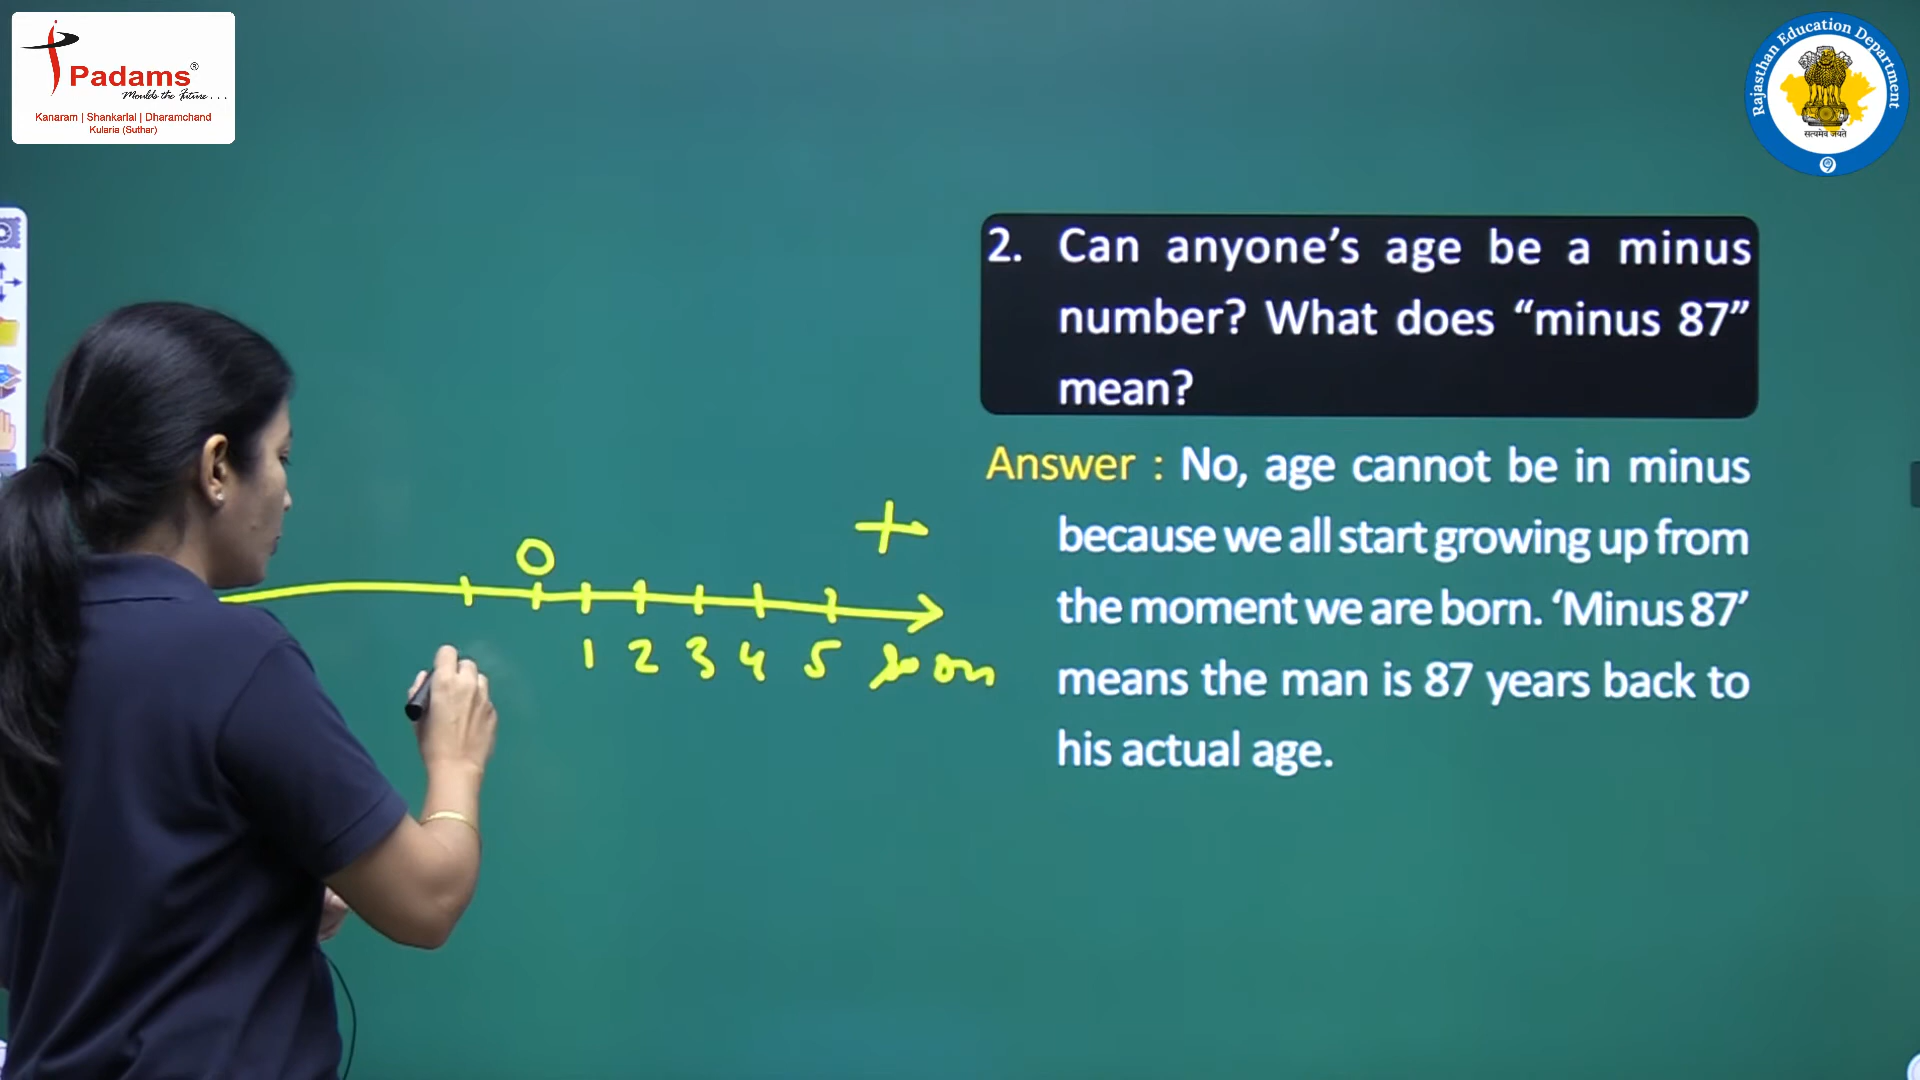 Padams®
Moulds the Future . . .
Kanaram | Shankarlal | Dharamchand
Kularia (Suthar)
Rajasthan Education Department
सत्यमेव जयते
2. Can anyone’s age be a minus
number? What does “minus 87”
mean?
Answer : No, age cannot be in minus
because we all start growing up from
the moment we are born. ‘Minus 87’
means the man is 87 years back to
his actual age.
+
0
1 2 3 4 5 so on